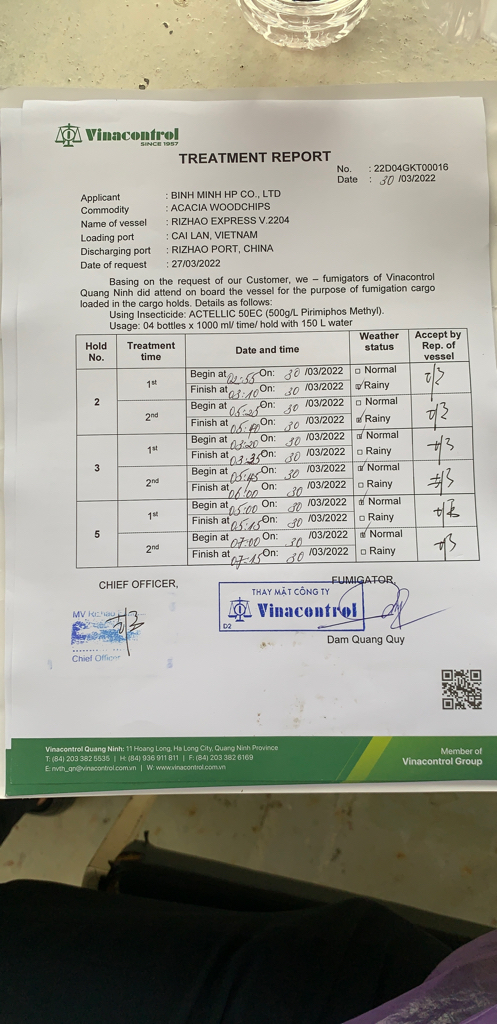 Vinacontrol
SINCE 1957
TREATMENT REPORT
No. : 22D04GKT00016
Date : 30 /03/2022
Applicant : BINH MINH HP CO., LTD
Commodity : ACACIA WOODCHIPS
Name of vessel : RIZHAO EXPRESS V.2204
Loading port : CAI LAN, VIETNAM
Discharging port : RIZHAO PORT, CHINA
Date of request : 27/03/2022
Basing on the request of our Customer, we – fumigators of Vinacontrol
Quang Ninh did attend on board the vessel for the purpose of fumigation cargo
loaded in the cargo holds. Details as follows:
Using Insecticide: ACTELLIC 50EC (500g/L Pirimiphos Methyl).
Usage: 04 bottles x 1000 ml/ time/ hold with 150 L water
Hold No. Treatment time Date and time Weather status Accept by Rep. of vessel
2 1st Begin at 02:55 On: 30 /03/2022 Normal
Finish at 03:10 On: 30 /03/2022 Rainy
2nd Begin at 05:25 On: 30 /03/2022 Normal
Finish at 05:40 On: 30 /03/2022 Rainy
3 1st Begin at 03:20 On: 30 /03/2022 Normal
Finish at 03:35 On: 30 /03/2022 Rainy
2nd Begin at 05:45 On: 30 /03/2022 Normal
Finish at 06:00 On: 30 /03/2022 Rainy
5 1st Begin at 05:00 On: 30 /03/2022 Normal
Finish at 05:15 On: 30 /03/2022 Rainy
2nd Begin at 07:00 On: 30 /03/2022 Normal
Finish at 07:15 On: 30 /03/2022 Rainy
CHIEF OFFICER, FUMIGATOR,
MV Rizhao
Chief Officer
THAY MẶT CÔNG TY
Vinacontrol
D2
Dam Quang Quy
Vinacontrol Quang Ninh: 11 Hoang Long, Ha Long City, Quang Ninh Province
T: (84) 203 382 5535 | H: (84) 936 911 811 | F: (84) 203 382 6169
E: nvth_qn@vinacontrol.com.vn | W: www.vinacontrol.com.vn
Member of
Vinacontrol Group